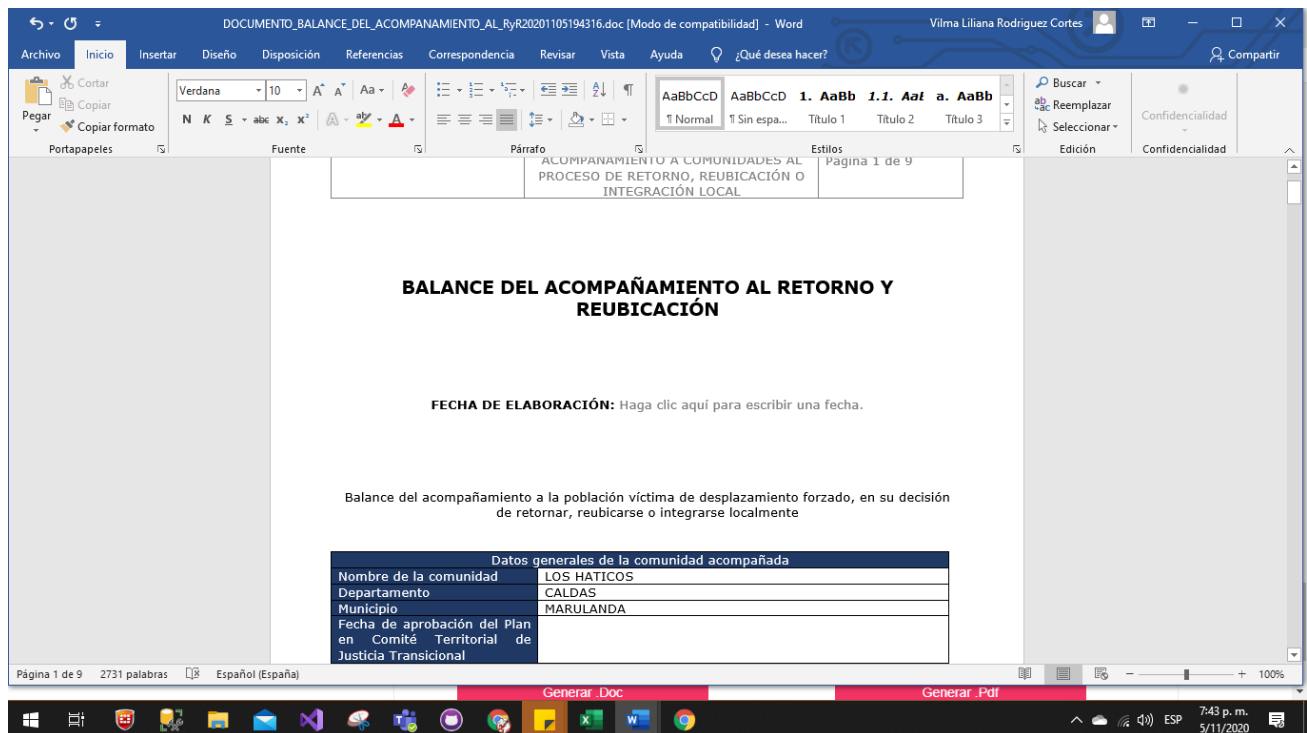 DOCUMENTO_BALANCE_DEL_ACOMPANAMIENTO_AL_RyR20201105194316.doc [Modo de compatibilidad] - Word
Vilma Liliana Rodriguez Cortes
Archivo Inicio Insertar Diseño Disposición Referencias Correspondencia Revisar Vista Ayuda ¿Qué desea hacer? Compartir
Pegar
Cortar
Copiar
Copiar formato
Portapapeles
Verdana 10
N K S abc x₂ x²
Fuente
Párrafo
AaBbCcD AaBbCcD 1. AaBb 1.1. AaB a. AaBb
¶ Normal ¶ Sin espa... Título 1 Título 2 Título 3
Estilos
Buscar
Reemplazar
Seleccionar
Edición
Confidencialidad
Confidencialidad
ACOMPAÑAMIENTO A COMUNIDADES AL
PROCESO DE RETORNO, REUBICACIÓN O
INTEGRACIÓN LOCAL
Página 1 de 9
BALANCE DEL ACOMPAÑAMIENTO AL RETORNO Y
REUBICACIÓN
FECHA DE ELABORACIÓN: Haga clic aquí para escribir una fecha.
Balance del acompañamiento a la población víctima de desplazamiento forzado, en su decisión
de retornar, reubicarse o integrarse localmente
Datos generales de la comunidad acompañada
Nombre de la comunidad LOS HATICOS
Departamento CALDAS
Municipio MARULANDA
Fecha de aprobación del Plan
en Comité Territorial de
Justicia Transicional
Página 1 de 9 2731 palabras Español (España) 100%
Generar .Doc Generar .Pdf
ESP
7:43 p. m.
5/11/2020